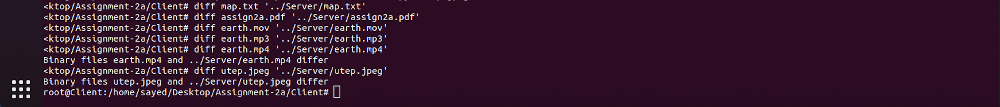 <ktop/Assignment-2a/Client# diff map.txt '../Server/map.txt'
<ktop/Assignment-2a/Client# diff assign2a.pdf '../Server/assign2a.pdf'
<ktop/Assignment-2a/Client# diff earth.mov '../Server/earth.mov'
<ktop/Assignment-2a/Client# diff earth.mp3 '../Server/earth.mp3'
<ktop/Assignment-2a/Client# diff earth.mp4 '../Server/earth.mp4'
Binary files earth.mp4 and ../Server/earth.mp4 differ
<ktop/Assignment-2a/Client# diff utep.jpeg '../Server/utep.jpeg'
Binary files utep.jpeg and ../Server/utep.jpeg differ
root@Client:/home/sayed/Desktop/Assignment-2a/Client#